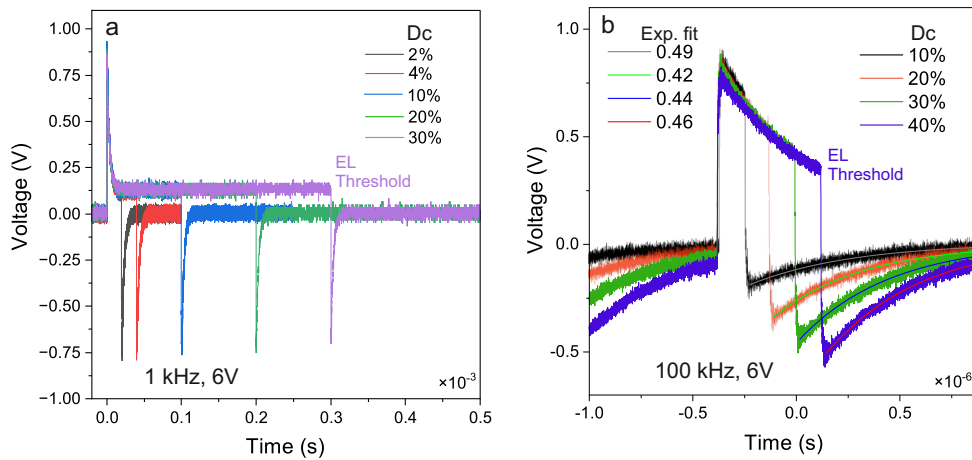 a
Dc
2%
4%
10%
20%
30%
EL
Threshold
1 kHz, 6V
×10⁻³
1.00
0.75
0.50
0.25
0.00
−0.25
−0.50
−0.75
−1.00
0.0
0.1
0.2
0.3
0.4
0.5
Voltage (V)
Time (s)
b
Exp. fit
0.49
0.42
0.44
0.46
Dc
10%
20%
30%
40%
EL
Threshold
100 kHz, 6V
×10⁻⁶
1.0
0.5
0.0
−0.5
−1.0
−0.5
0.0
0.5
Voltage (V)
Time (s)